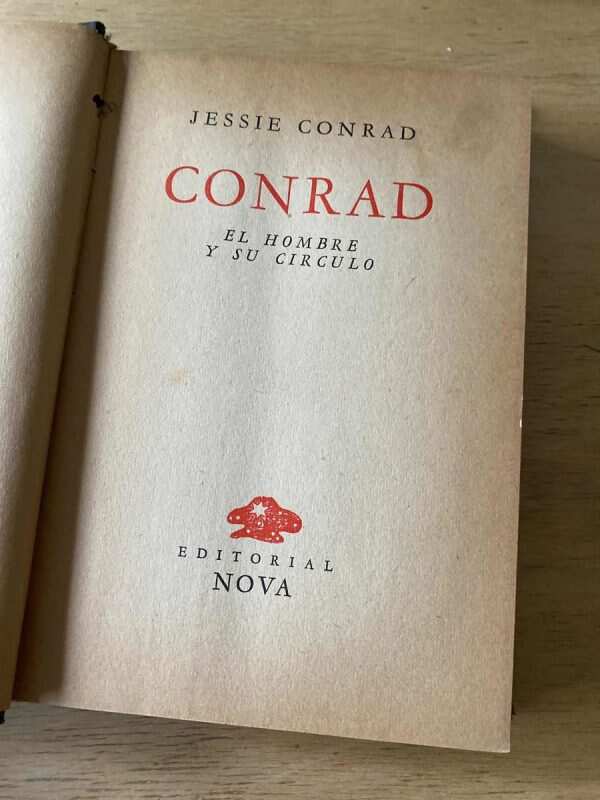 JESSIE CONRAD
CONRAD
EL HOMBRE
Y SU CIRCULO
EDITORIAL
NOVA